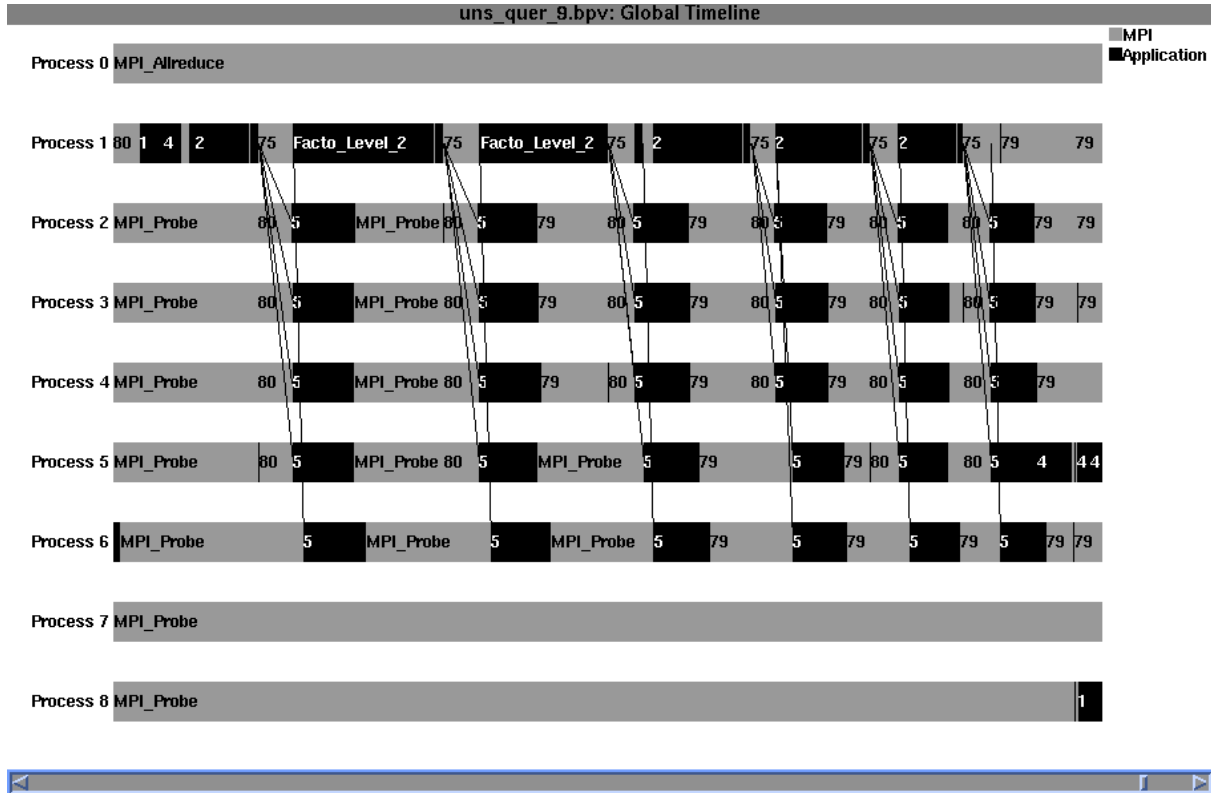 uns_quer_9.bpv: Global Timeline
MPI
Application
Process 0 MPI_Allreduce
Process 1 80 1 4 2 75 Facto_Level_2 75 Facto_Level_2 75 2 75 2 75 2 75 79 79
Process 2 MPI_Probe 80 5 MPI_Probe 80 5 79 80 5 79 80 5 79 80 5 80 5 79 79
Process 3 MPI_Probe 80 5 MPI_Probe 80 5 79 80 5 79 80 5 79 80 5 80 5 79 79
Process 4 MPI_Probe 80 5 MPI_Probe 80 5 79 80 5 79 80 5 79 80 5 80 5 79
Process 5 MPI_Probe 80 5 MPI_Probe 80 5 MPI_Probe 5 79 5 79 80 5 80 5 4 4 4
Process 6 MPI_Probe 5 MPI_Probe 5 MPI_Probe 5 79 5 79 5 79 5 79 79
Process 7 MPI_Probe
Process 8 MPI_Probe 1